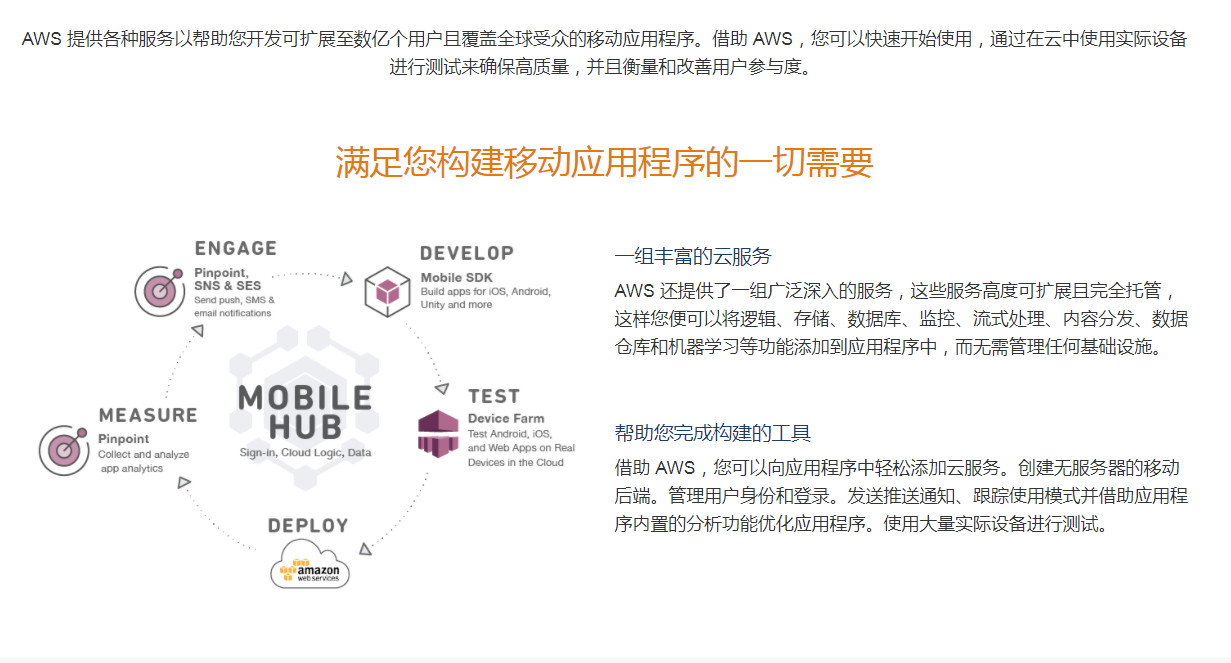 AWS 提供各种服务以帮助您开发可扩展至数亿个用户且覆盖全球受众的移动应用程序。借助 AWS，您可以快速开始使用，通过在云中使用实际设备
进行测试来确保高质量，并且衡量和改善用户参与度。
满足您构建移动应用程序的一切需要
ENGAGE
Pinpoint,
SNS & SES
Send push, SMS &
email notifications
DEVELOP
Mobile SDK
Build apps for iOS, Android,
Unity and more
MOBILE
HUB
Sign-in, Cloud Logic, Data
TEST
Device Farm
Test Android, iOS,
and Web Apps on Real
Devices in the Cloud
MEASURE
Pinpoint
Collect and analyze
app analytics
DEPLOY
amazon
web services
一组丰富的云服务
AWS 还提供了一组广泛深入的服务，这些服务高度可扩展且完全托管，
这样您便可以将逻辑、存储、数据库、监控、流式处理、内容分发、数据
仓库和机器学习等功能添加到应用程序中，而无需管理任何基础设施。
帮助您完成构建的工具
借助 AWS，您可以向应用程序中轻松添加云服务。创建无服务器的移动
后端。管理用户身份和登录。发送推送通知、跟踪使用模式并借助应用程
序内置的分析功能优化应用程序。使用大量实际设备进行测试。